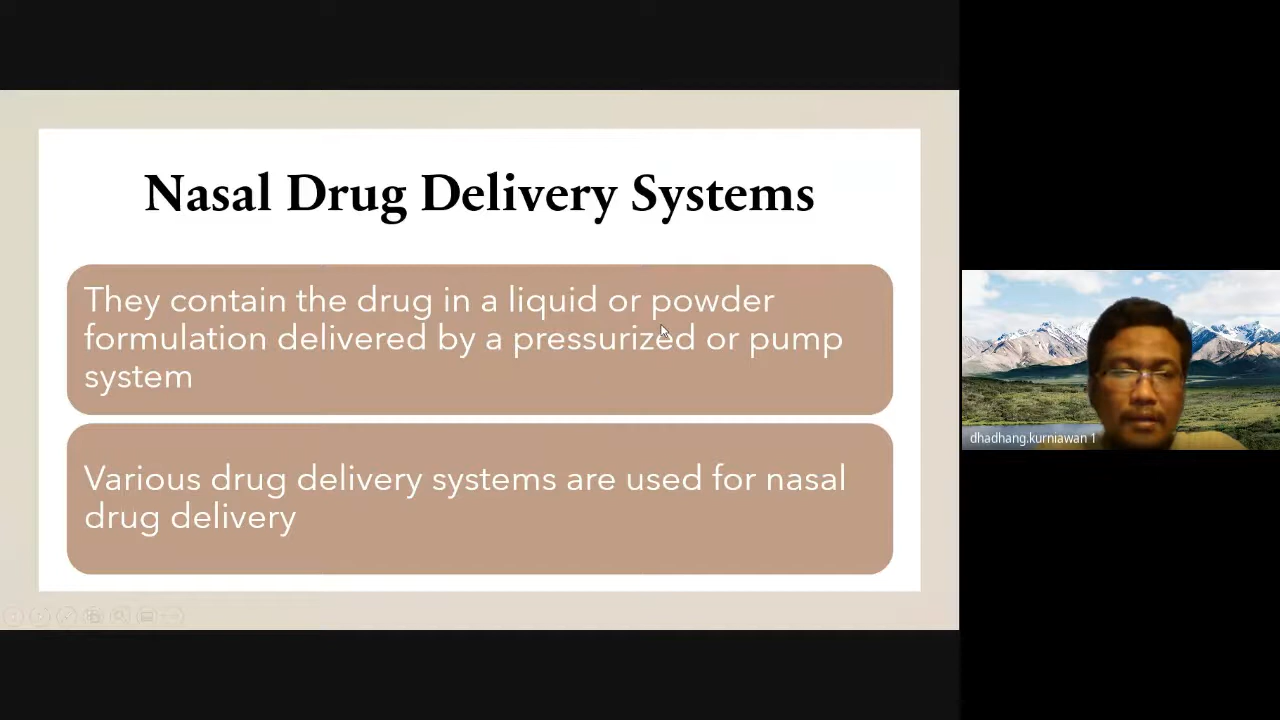 Nasal Drug Delivery Systems
They contain the drug in a liquid or powder
formulation delivered by a pressurized or pump
system
Various drug delivery systems are used for nasal
drug delivery
dhadhang.kurniawan 1